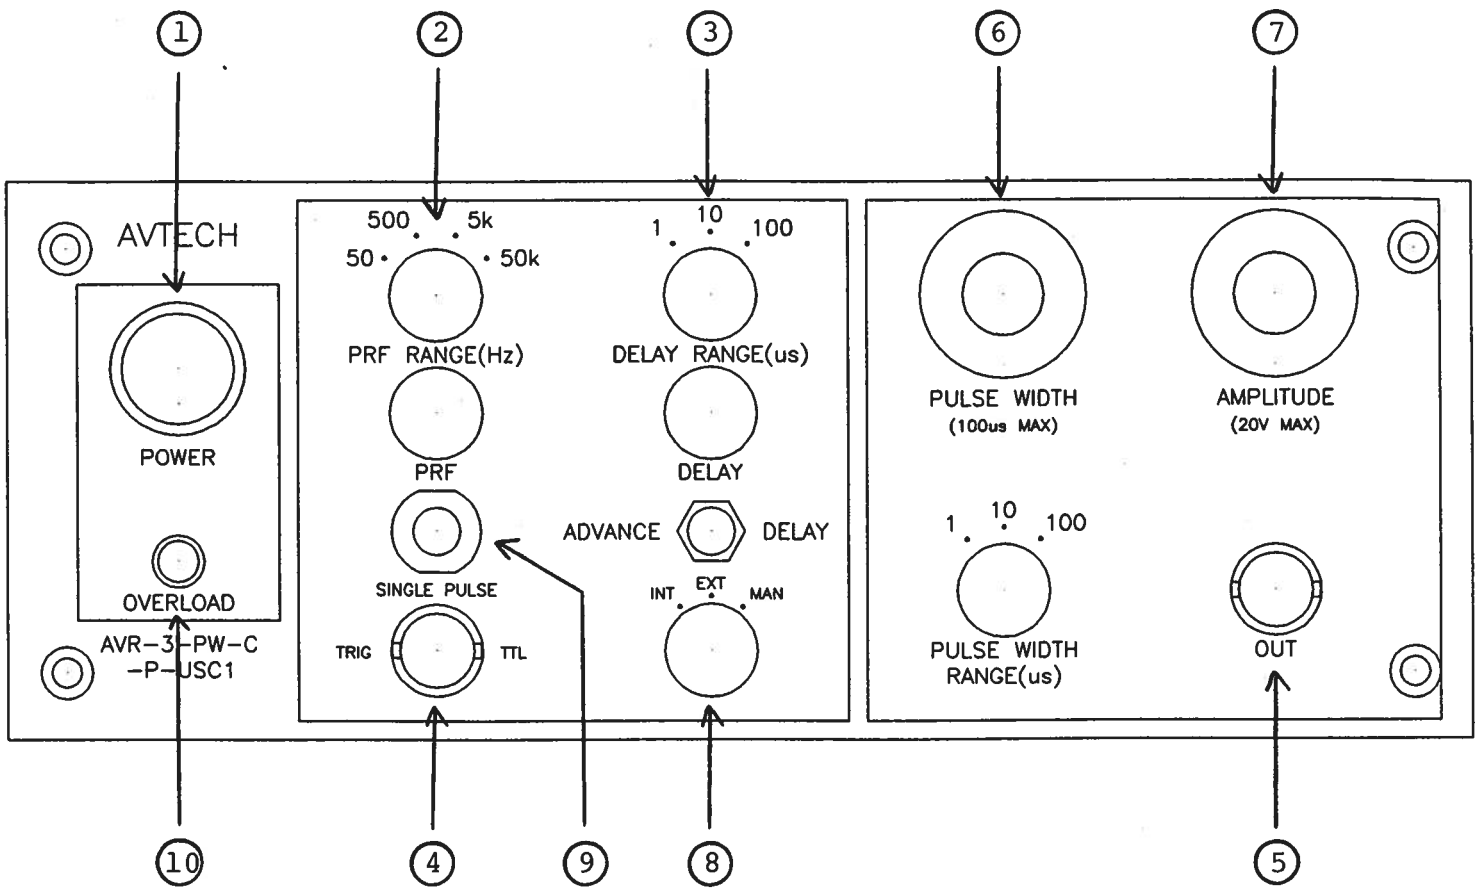 1
2
3
6
7
AVTECH
POWER
OVERLOAD
AVR-3-PW-C
-P-USC1
50
500
5k
50k
PRF RANGE(Hz)
PRF
SINGLE PULSE
TRIG
TTL
1
10
100
DELAY RANGE(us)
DELAY
ADVANCE
DELAY
INT
EXT
MAN
PULSE WIDTH
(100us MAX)
AMPLITUDE
(20V MAX)
1
10
100
PULSE WIDTH
RANGE(us)
OUT
10
4
9
8
5